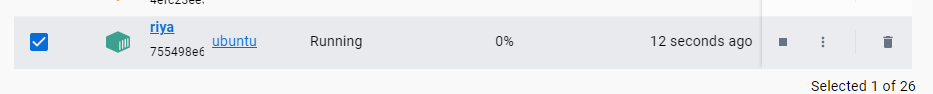 riya
755498e6
ubuntu
Running
0%
12 seconds ago
Selected 1 of 26